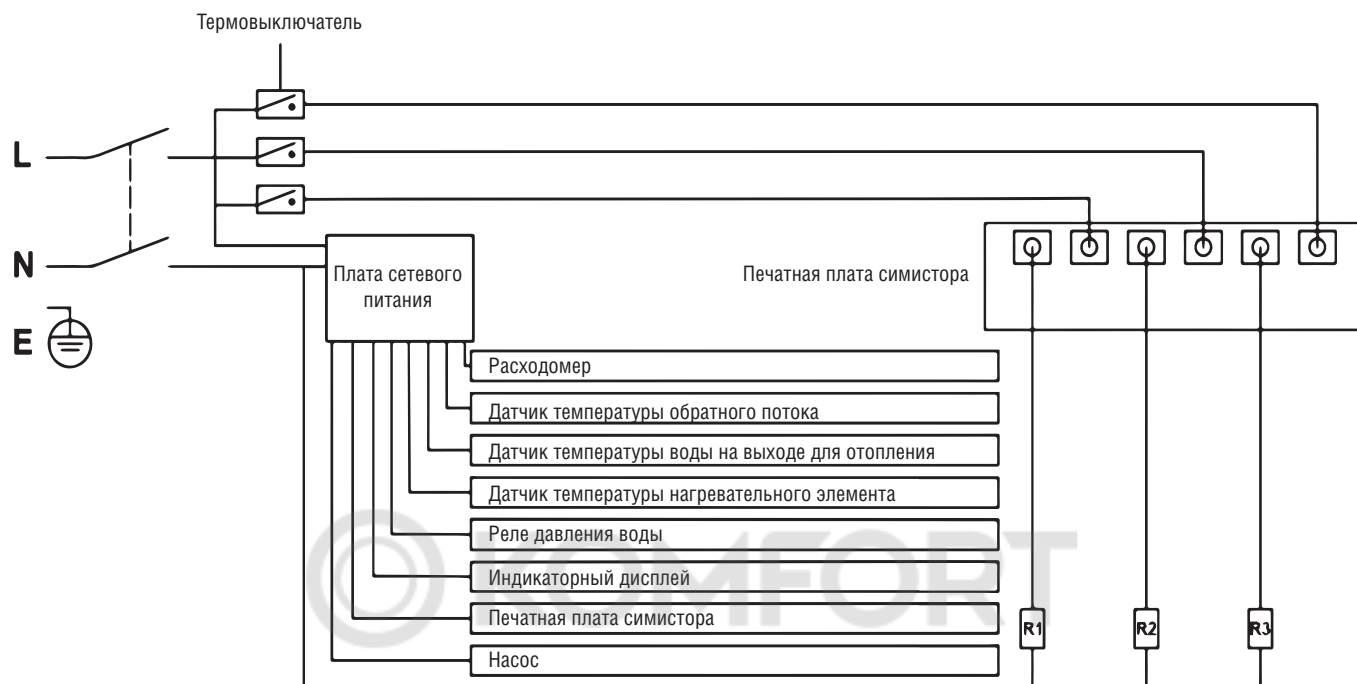 Термовыключатель
L
N
E
Плата сетевого
питания
Печатная плата симистора
Расходомер
Датчик температуры обратного потока
Датчик температуры воды на выходе для отопления
Датчик температуры нагревательного элемента
Реле давления воды
Индикаторный дисплей
Печатная плата симистора
Насос
KOMFORT
R1
R2
R3